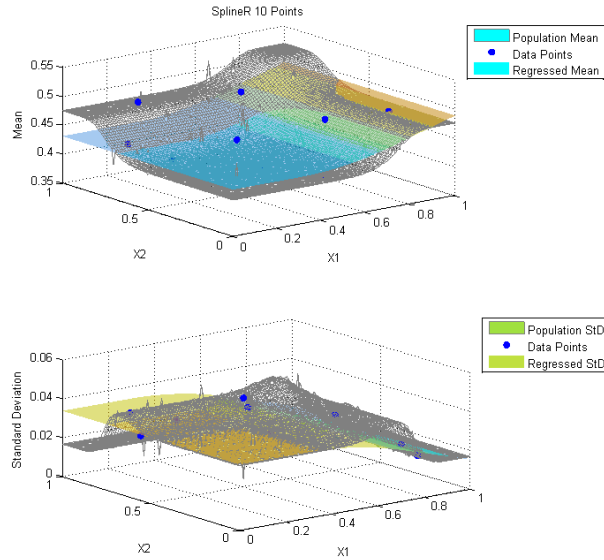 SplineR 10 Points
Population Mean
Data Points
Regressed Mean
0.55
0.5
0.45
0.4
0.35
Mean
1
0.5
0
X2
0
0.2
0.4
0.6
0.8
1
X1
Population StD
Data Points
Regressed StD
0.06
0.04
0.02
0
Standard Deviation
1
0.5
0
X2
0
0.2
0.4
0.6
0.8
1
X1